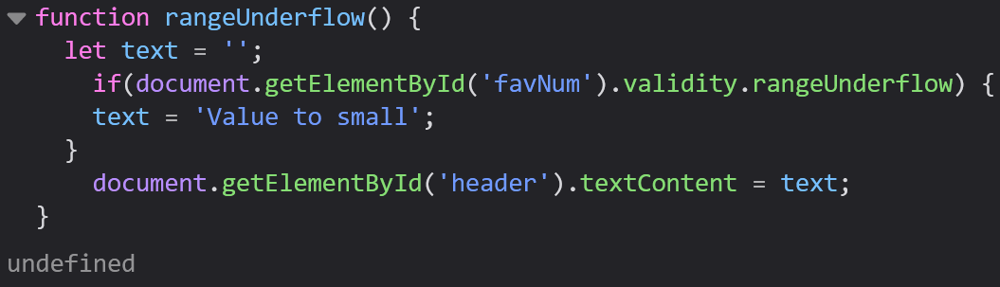 function rangeUnderflow() {
  let text = '';
    if(document.getElementById('favNum').validity.rangeUnderflow) {
    text = 'Value to small';
  }
    document.getElementById('header').textContent = text;
}
undefined